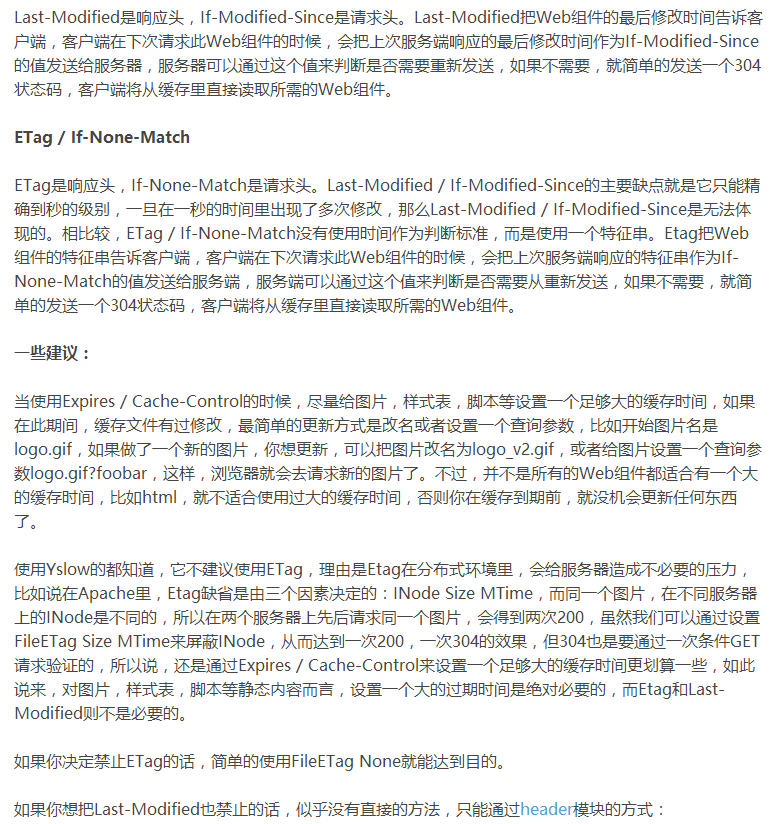 Last-Modified是响应头，If-Modified-Since是请求头。Last-Modified把Web组件的最后修改时间告诉客
户端，客户端在下次请求此Web组件的时候，会把上次服务端响应的最后修改时间作为If-Modified-Since
的值发送给服务器，服务器可以通过这个值来判断是否需要重新发送，如果不需要，就简单的发送一个304
状态码，客户端将从缓存里直接读取所需的Web组件。
ETag / If-None-Match
ETag是响应头，If-None-Match是请求头。Last-Modified / If-Modified-Since的主要缺点就是它只能精
确到秒的级别，一旦在一秒的时间里出现了多次修改，那么Last-Modified / If-Modified-Since是无法体
现的。相比较，ETag / If-None-Match没有使用时间作为判断标准，而是使用一个特征串。Etag把Web
组件的特征串告诉客户端，客户端在下次请求此Web组件的时候，会把上次服务端响应的特征串作为If-
None-Match的值发送给服务端，服务端可以通过这个值来判断是否需要从重新发送，如果不需要，就简
单的发送一个304状态码，客户端将从缓存里直接读取所需的Web组件。
一些建议：
当使用Expires / Cache-Control的时候，尽量给图片，样式表，脚本等设置一个足够大的缓存时间，如果
在此期间，缓存文件有过修改，最简单的更新方式是改名或者设置一个查询参数，比如开始图片名是
logo.gif，如果做了一个新的图片，你想更新，可以把图片改名为logo_v2.gif，或者给图片设置一个查询参
数logo.gif?foobar，这样，浏览器就会去请求新的图片了。不过，并不是所有的Web组件都适合有一个大
的缓存时间，比如html，就不适合使用过大的缓存时间，否则你在缓存到期前，就没机会更新任何东西
了。
使用Yslow的都知道，它不建议使用ETag，理由是Etag在分布式环境里，会给服务器造成不必要的压力，
比如说在Apache里，Etag缺省是由三个因素决定的：INode Size MTime，而同一个图片，在不同服务器
上的INode是不同的，所以在两个服务器上先后请求同一个图片，会得到两次200，虽然我们可以通过设置
FileETag Size MTime来屏蔽INode，从而达到一次200，一次304的效果，但304也是要通过一次条件GET
请求验证的，所以说，还是通过Expires / Cache-Control来设置一个足够大的缓存时间更划算一些，如此
说来，对图片，样式表，脚本等静态内容而言，设置一个大的过期时间是绝对必要的，而Etag和Last-
Modified则不是必要的。
如果你决定禁止ETag的话，简单的使用FileETag None就能达到目的。
如果你想把Last-Modified也禁止的话，似乎没有直接的方法，只能通过header模块的方式：